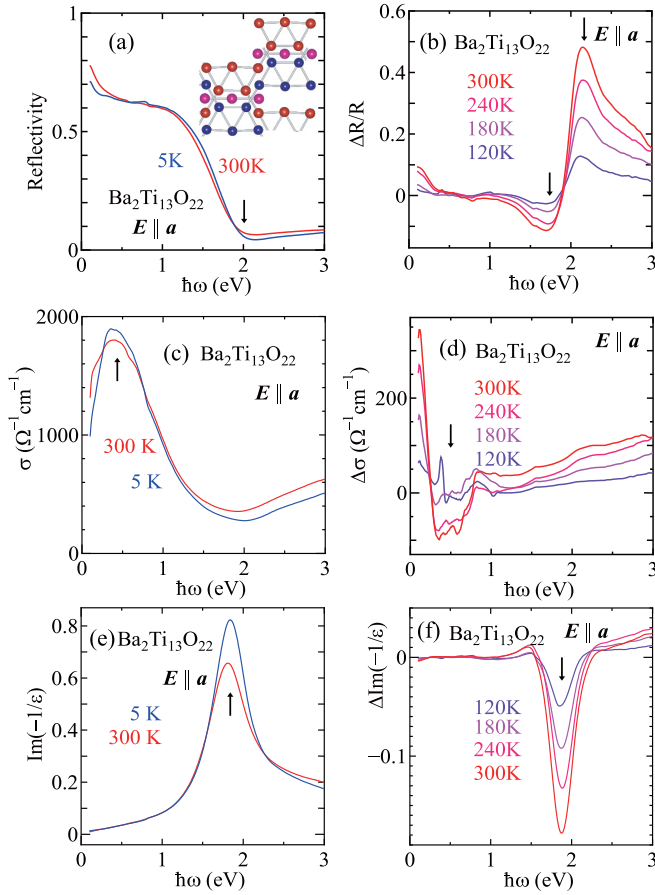 1
(a)
Reflectivity
0.5
5K
300K
Ba₂Ti₁₃O₂₂
E ∥ a
0
0
1
2
3
ħω (eV)
0.6
(b)
Ba₂Ti₁₃O₂₂
E ∥ a
300K
240K
180K
120K
ΔR/R
0.4
0.2
0
0
1
2
3
ħω (eV)
2000
(c)
Ba₂Ti₁₃O₂₂
E ∥ a
σ (Ω⁻¹cm⁻¹)
1000
300 K
5 K
0
0
1
2
3
ħω (eV)
(d)
E ∥ a
Ba₂Ti₁₃O₂₂
300K
240K
180K
120K
Δσ (Ω⁻¹cm⁻¹)
200
0
0
1
2
3
ħω (eV)
0.8
(e)
Ba₂Ti₁₃O₂₂
E ∥ a
5 K
300 K
Im(−1/ε)
0.6
0.4
0.2
0
0
1
2
3
ħω (eV)
(f)
Ba₂Ti₁₃O₂₂
E ∥ a
120K
180K
240K
300K
ΔIm(−1/ε)
0
−0.1
0
1
2
3
ħω (eV)